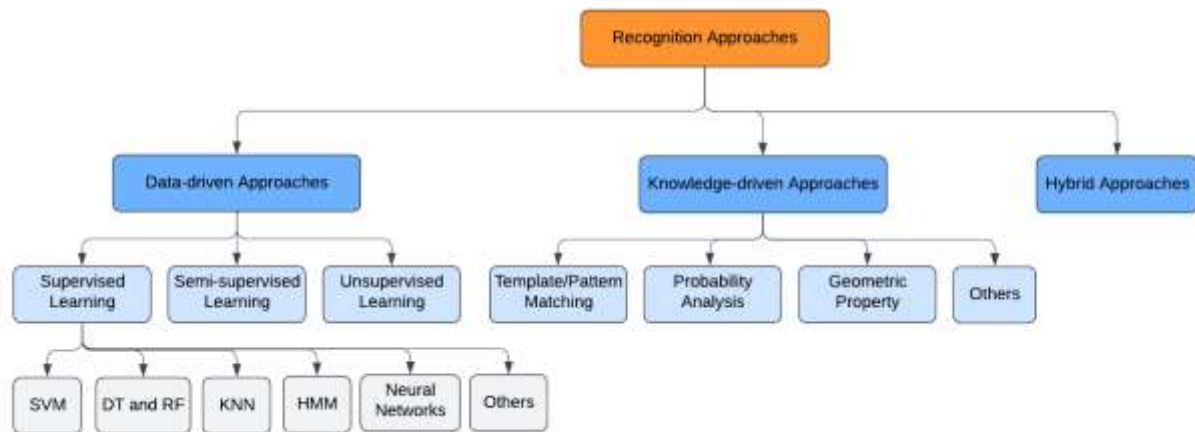 Recognition Approaches
Data-driven Approaches
Knowledge-driven Approaches
Hybrid Approaches
Supervised
Learning
Semi-supervised
Learning
Unsupervised
Learning
Template/Pattern
Matching
Probability
Analysis
Geometric
Property
Others
SVM
DT and RF
KNN
HMM
Neural
Networks
Others